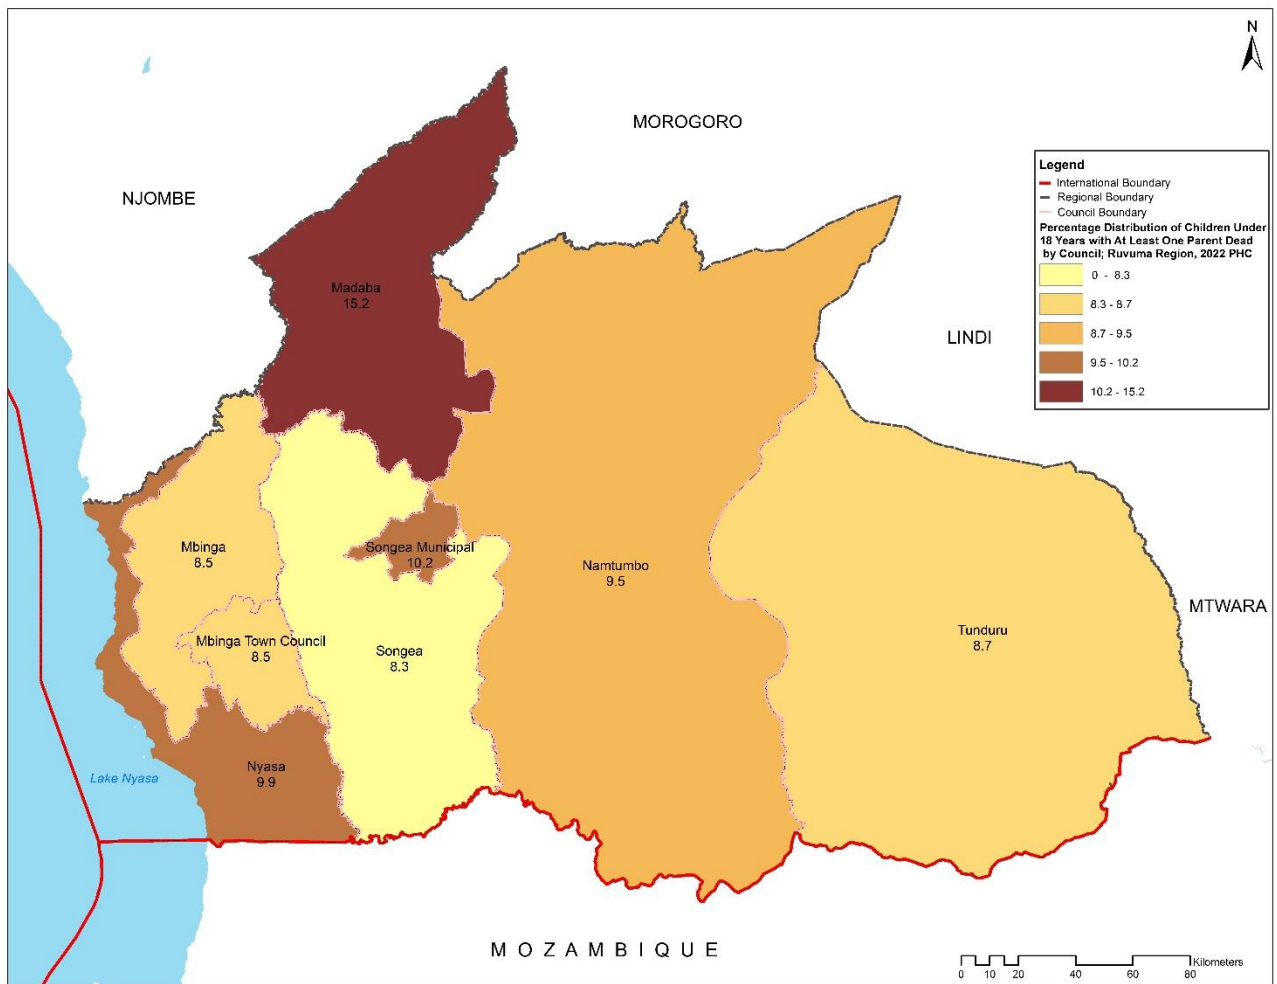 N
MOROGORO
NJOMBE
Legend
International Boundary
Regional Boundary
Council Boundary
Percentage Distribution of Children Under
18 Years with At Least One Parent Dead
by Council; Ruvuma Region, 2022 PHC
0 - 8.3
8.3 - 8.7
8.7 - 9.5
9.5 - 10.2
10.2 - 15.2
Madaba
15.2
LINDI
Mbinga
8.5
Songea Municipal
10.2
Namtumbo
9.5
MTWARA
Mbinga Town Council
8.5
Songea
8.3
Tunduru
8.7
Nyasa
9.9
Lake Nyasa
MOZAMBIQUE
Kilometers
0 10 20 40 60 80